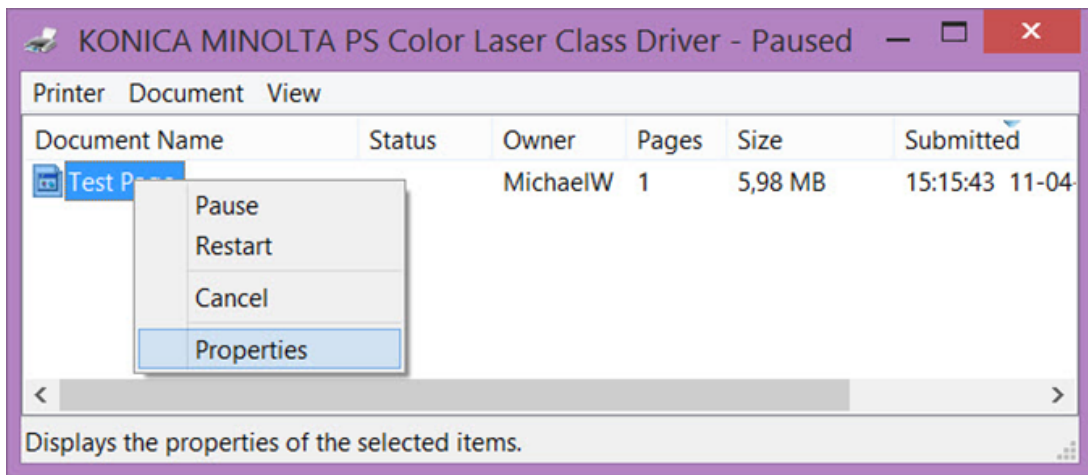 KONICA MINOLTA PS Color Laser Class Driver - Paused
Printer Document View
Document Name Status Owner Pages Size Submitted
Test MichaelW 1 5,98 MB 15:15:43 11-04-
Pause
Restart
Cancel
Properties
Displays the properties of the selected items.